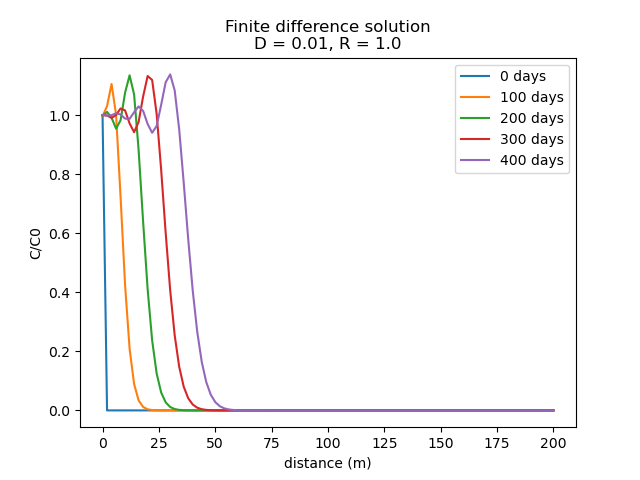 Finite difference solution
D = 0.01, R = 1.0
0 days
100 days
200 days
300 days
400 days
C/C0
1.0
0.8
0.6
0.4
0.2
0.0
0 25 50 75 100 125 150 175 200
distance (m)